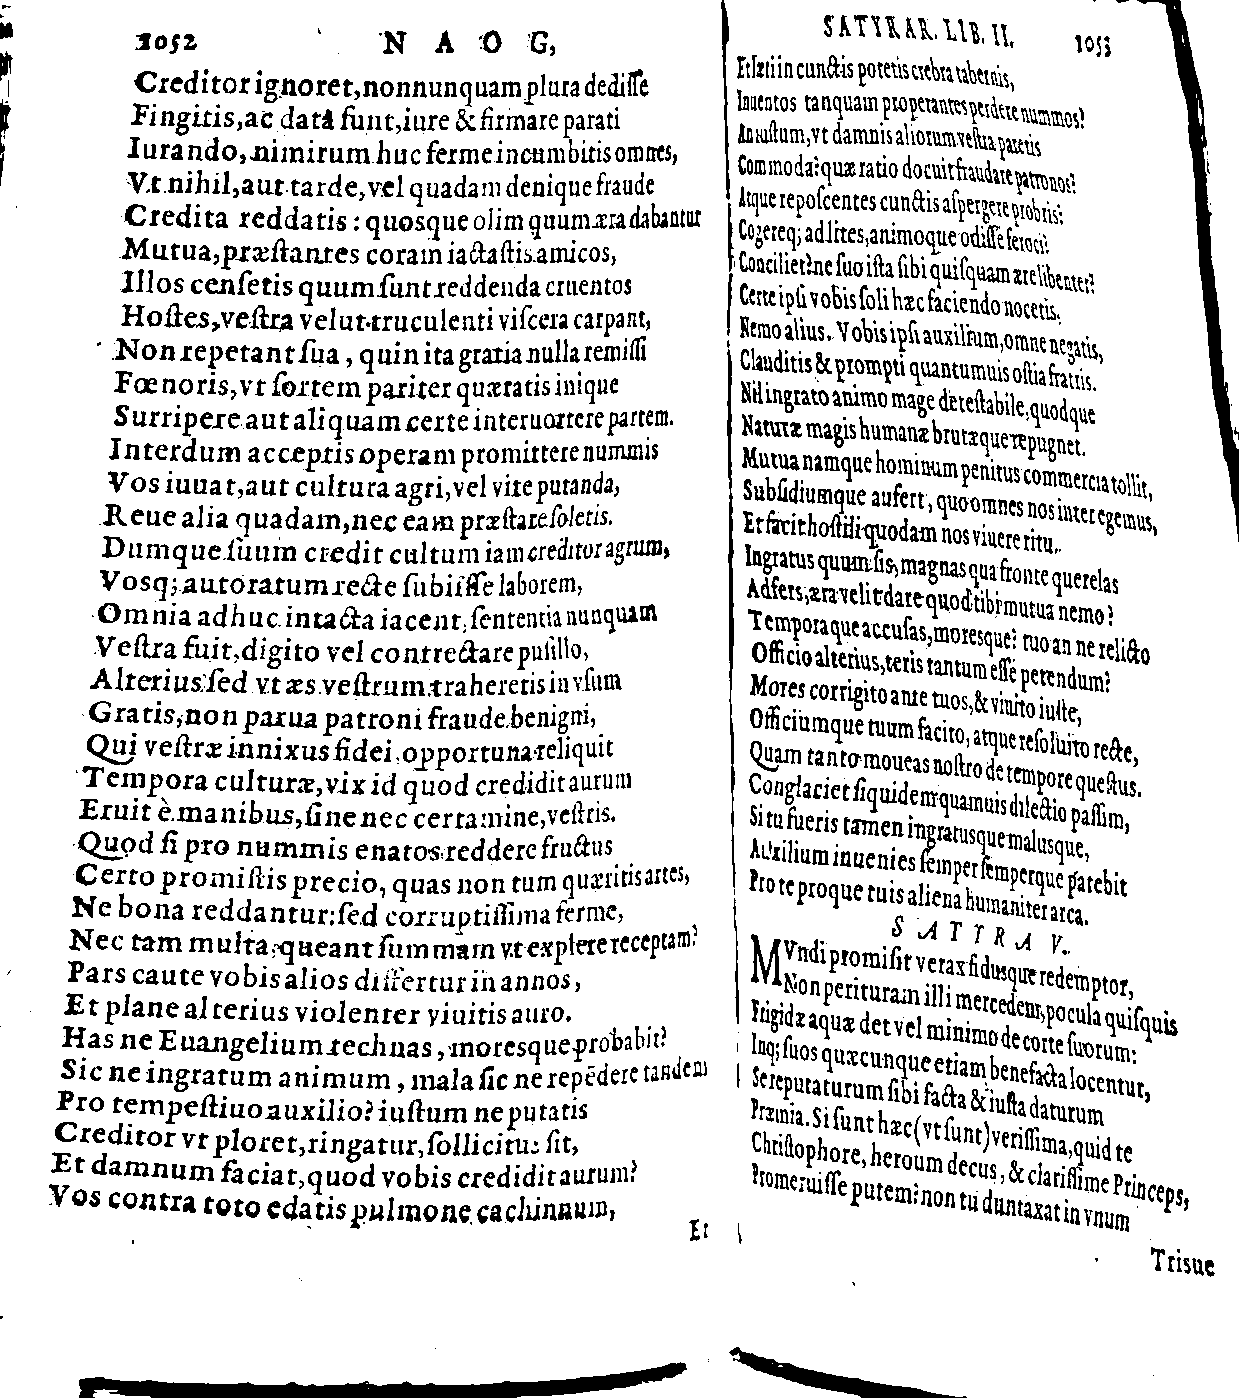 1052 N A O G,
Creditor ignoret, nonnunquam plura dediſſe
Fingitis, ac data ſunt, iure & firmare parati
Iurando, nimirum huc ferme incumbitis omnes,
Vt nihil, aut tarde, vel quadam denique fraude
Credita reddatis: quosque olim quum æra dabantur
Mutua, præſtantes coram iactaſtis amicos,
Illos cenſetis quum ſunt reddenda cruentos
Hoſtes, veſtra velut truculenti viſcera carpant,
Non repetant ſua, quin ita gratia nulla remiſſi
Fœnoris, vt ſortem pariter quæratis inique
Surripere aut aliquam certe interuortere partem.
Interdum acceptis operam promittere nummis
Vos iuuat, aut cultura agri, vel vite putanda,
Reue alia quadam, nec eam præſtare ſoletis.
Dumque ſuum credit cultum iam creditor agrum,
Vosq; autoratum recte ſubiiſſe laborem,
Omnia adhuc intacta iacent, ſententia nunquam
Veſtra fuit, digito vel contrectare puſillo,
Alterius ſed vt æs veſtrum traheretis in vſum
Gratis, non parua patroni fraude benigni,
Qui veſtræ innixus fidei, opportuna reliquit
Tempora culturæ, vix id quod credidit aurum
Eruit è manibus, ſine nec certamine, veſtris.
Quod ſi pro nummis enatos reddere fructus
Certo promiſtis precio, quas non tum quæritis artes,
Ne bona reddantur: ſed corruptiſſima ferme,
Nec tam multa, queant ſummam vt explere receptam?
Pars caute vobis alios differtur in annos,
Et plane alterius violenter viuitis auro.
Has ne Euangelium technas, moresque probabit?
Sic ne ingratum animum, mala ſic ne repēdere tandem
Pro tempeſtiuo auxilio? iuſtum ne putatis
Creditor vt ploret, ringatur, ſollicitus ſit,
Et damnum faciat, quod vobis credidit aurum?
Vos contra toto edatis pulmone cachinnum,
Et
SATYRAR. LIB. II. 1053
Et læti in cunctis potetis crebra tabernis,
Inuentos tanquam properantes perdere nummos?
An iuſtum, vt damnis aliorum veſtra paretis
Commoda? quæ ratio docuit fraudare patronos?
Atque repoſcentes cunctis aſpergere probris?
Cogereq; ad lites, animoque odiſſe feroci?
Conciliet? ne ſuo iſta ſibi quiſquam ære libenter?
Certe ipſi vobis ſoli hæc faciendo nocetis,
Nemo alius. Vobis ipſi auxilium, omne negatis,
Clauditis & prompti quantumuis oſtia fratris.
Nil ingrato animo mage deteſtabile, quodque
Naturæ magis humanæ brutæque repugnet.
Mutua namque hominum penitus commercia tollit,
Subſidiumque aufert, quo omnes nos inter egemus,
Et facit hoſtili quodam nos viuere ritu.
Ingratus quum ſis, magnas qua fronte querelas
Adfers, æra velit dare quod tibi mutua nemo?
Temporaque accuſas, moresque? tuo an ne relicto
Officio alterius, teris tantum eſſe petendum?
Mores corrigito ante tuos, & viuito iuſte,
Officiumque tuum facito, atque reſoluito recte,
Quam tanto moueas noſtro de tempore queſtus.
Conglaciet ſiquidem quamuis dilectio paſſim,
Si tu fueris tamen ingratusque malusque,
Auxilium inuenies ſemper ſemperque patebit
Pro te proque tuis aliena humaniter arca.
S A T Y R A V.
MVndi promiſit verax fidusque redemptor,
Non perituram illi mercedem, pocula quiſquis
Frigidæ aquæ det vel minimo de corte ſuorum:
Inq; ſuos quæcunque etiam benefacta locentur,
Se reputaturum ſibi facta & iuſta daturum
Præmia. Si ſunt hæc (vt ſunt) veriſſima, quid te
Chriſtophore, heroum decus, & clariſſime Princeps,
Promeruiſſe putem? non tu duntaxat in vnum
Trisue